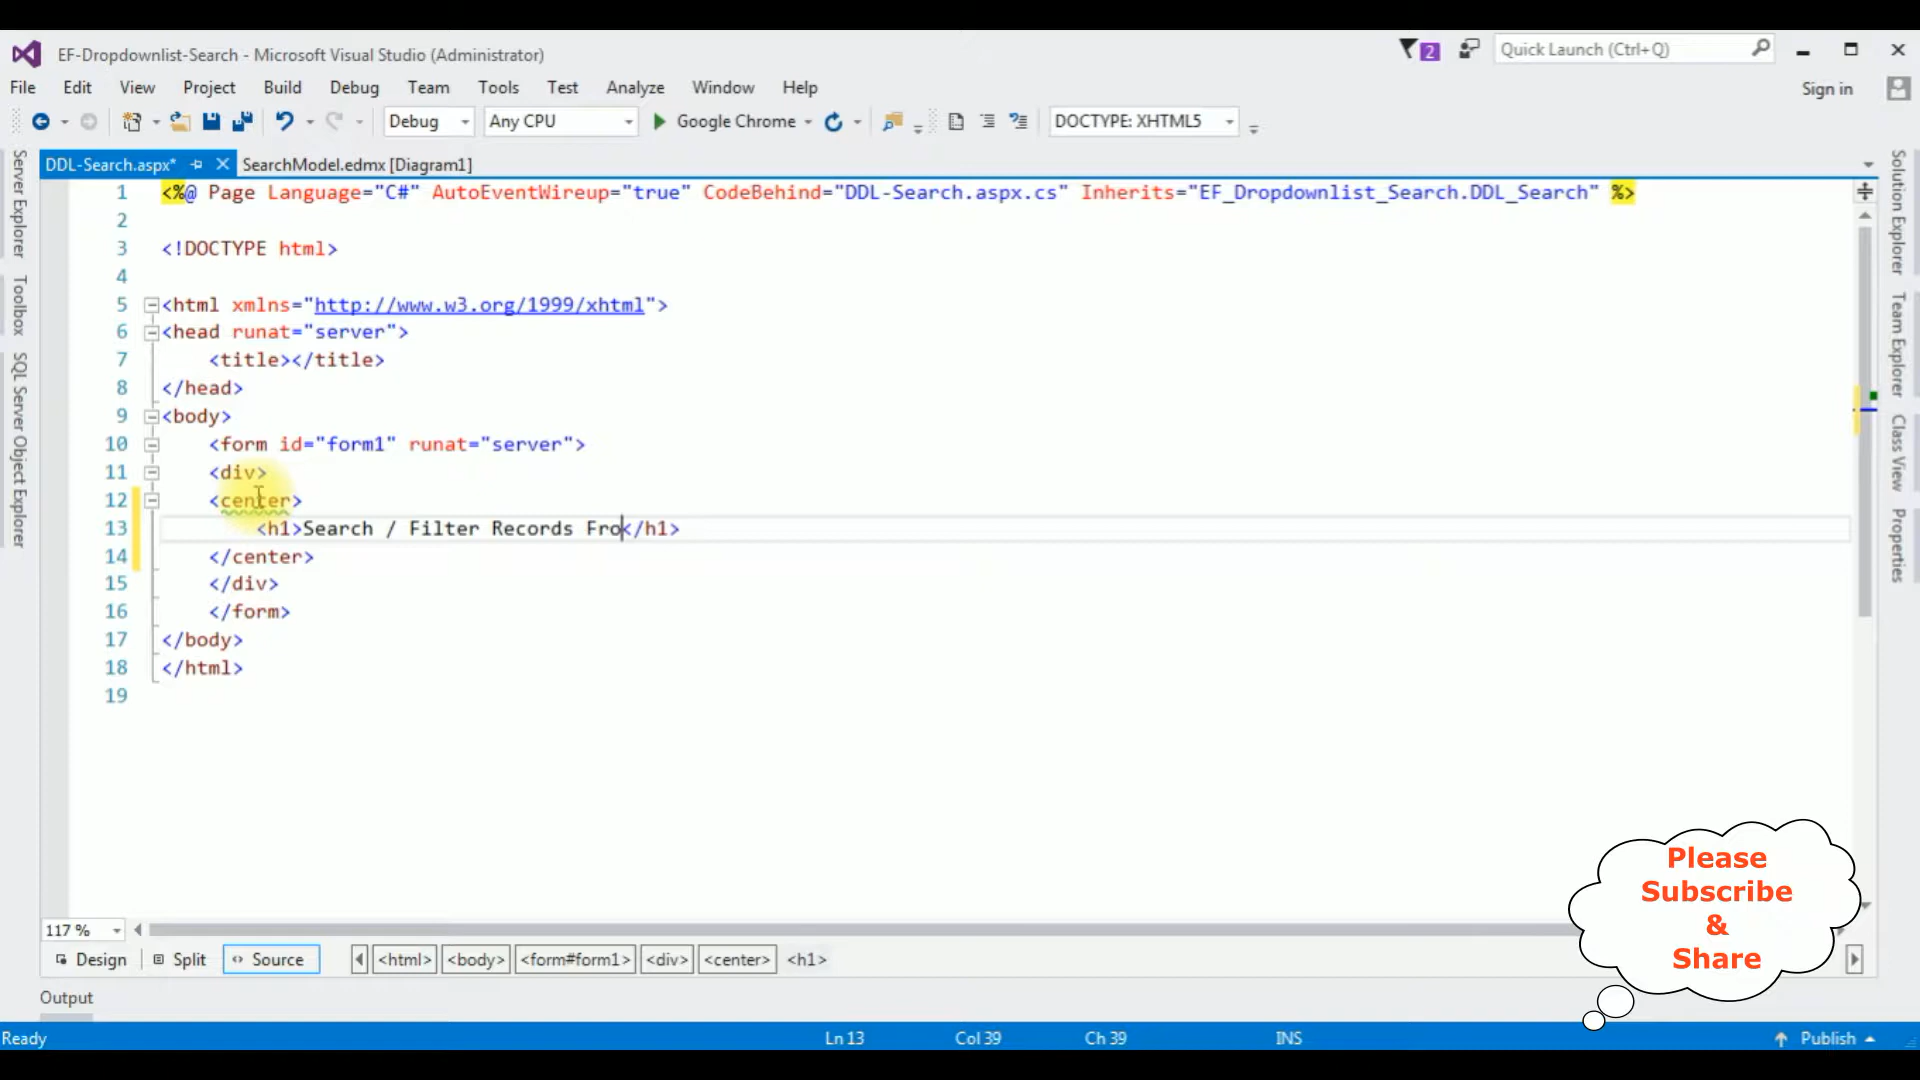 EF-Dropdownlist-Search - Microsoft Visual Studio (Administrator)
2
Quick Launch (Ctrl+Q)
File Edit View Project Build Debug Team Tools Test Analyze Window Help
Sign in
Debug Any CPU Google Chrome DOCTYPE: XHTML5
DDL-Search.aspx* SearchModel.edmx [Diagram1]
Server Explorer
Toolbox
SQL Server Object Explorer
1 <%@ Page Language="C#" AutoEventWireup="true" CodeBehind="DDL-Search.aspx.cs" Inherits="EF_Dropdownlist_Search.DDL_Search" %>
2
3 <!DOCTYPE html>
4
5 <html xmlns="http://www.w3.org/1999/xhtml">
6 <head runat="server">
7 <title></title>
8 </head>
9 <body>
10 <form id="form1" runat="server">
11 <div>
12 <center>
13 <h1>Search / Filter Records Fro</h1>
14 </center>
15 </div>
16 </form>
17 </body>
18 </html>
19
Solution Explorer
Team Explorer
Class View
Properties
Please
Subscribe
&
Share
117 %
Design Split Source <html> <body> <form#form1> <div> <center> <h1>
Output
Ready Ln 13 Col 39 Ch 39 INS Publish